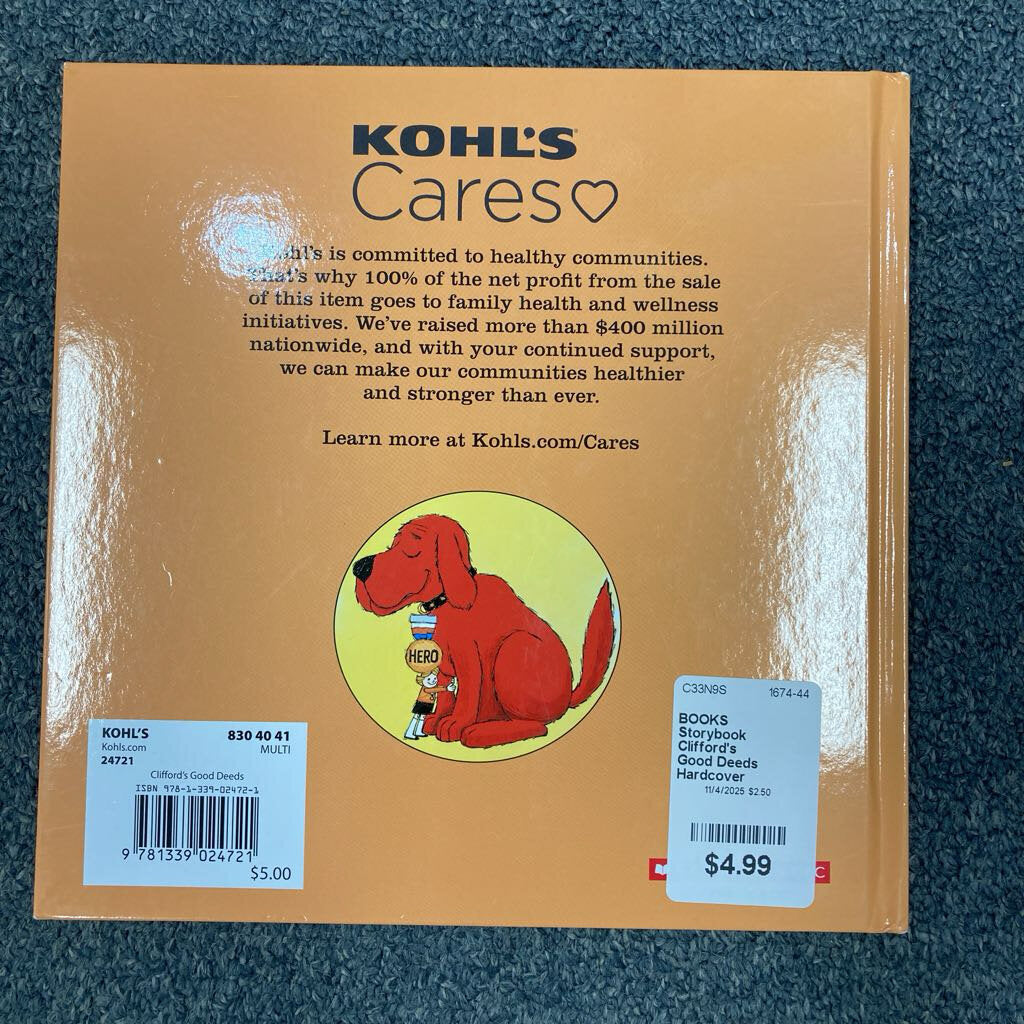 KOHL'S
Cares
Kohl's is committed to healthy communities.
That's why 100% of the net profit from the sale
of this item goes to family health and wellness
initiatives. We've raised more than $400 million
nationwide, and with your continued support,
we can make our communities healthier
and stronger than ever.
Learn more at Kohls.com/Cares
HERO
KOHL'S 830 40 41
Kohls.com MULTI
24721
Clifford's Good Deeds
ISBN 978-1-339-02472-1
9 781339 024721
$5.00
C33N9S 1674-44
BOOKS
Storybook
Clifford's
Good Deeds
Hardcover
11/4/2025 $2.50
$4.99
C